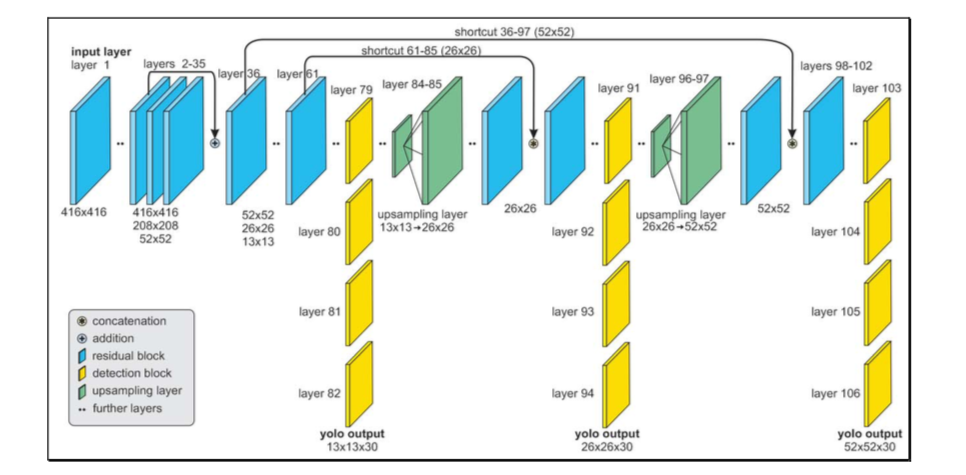 shortcut 36-97 (52x52)
shortcut 61-85 (26x26)
input layer
layer 1
layers 2-35
layer 36
layer 61
layer 79
layer 84-85
layer 91
layer 96-97
layers 98-102
layer 103
416x416
416x416
208x208
52x52
52x52
26x26
13x13
upsampling layer
13x13→26x26
26x26
upsampling layer
26x26→52x52
52x52
layer 80
layer 92
layer 104
layer 81
layer 93
layer 105
layer 82
layer 94
layer 106
concatenation
addition
residual block
detection block
upsampling layer
further layers
yolo output
13x13x30
yolo output
26x26x30
yolo output
52x52x30